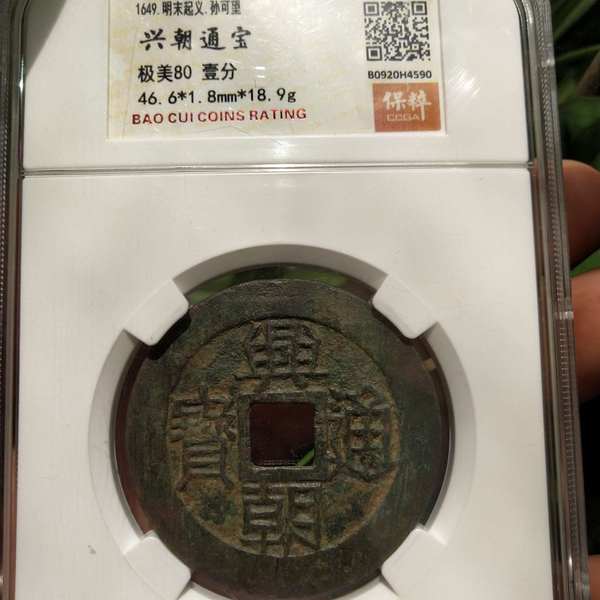 1649.明末起义.孙可望
兴朝通宝
极美80 壹分
46.6*1.8mm*18.9g
BAO CUI COINS RATING
B0920H4590
保粹
CCGA
興朝通寶